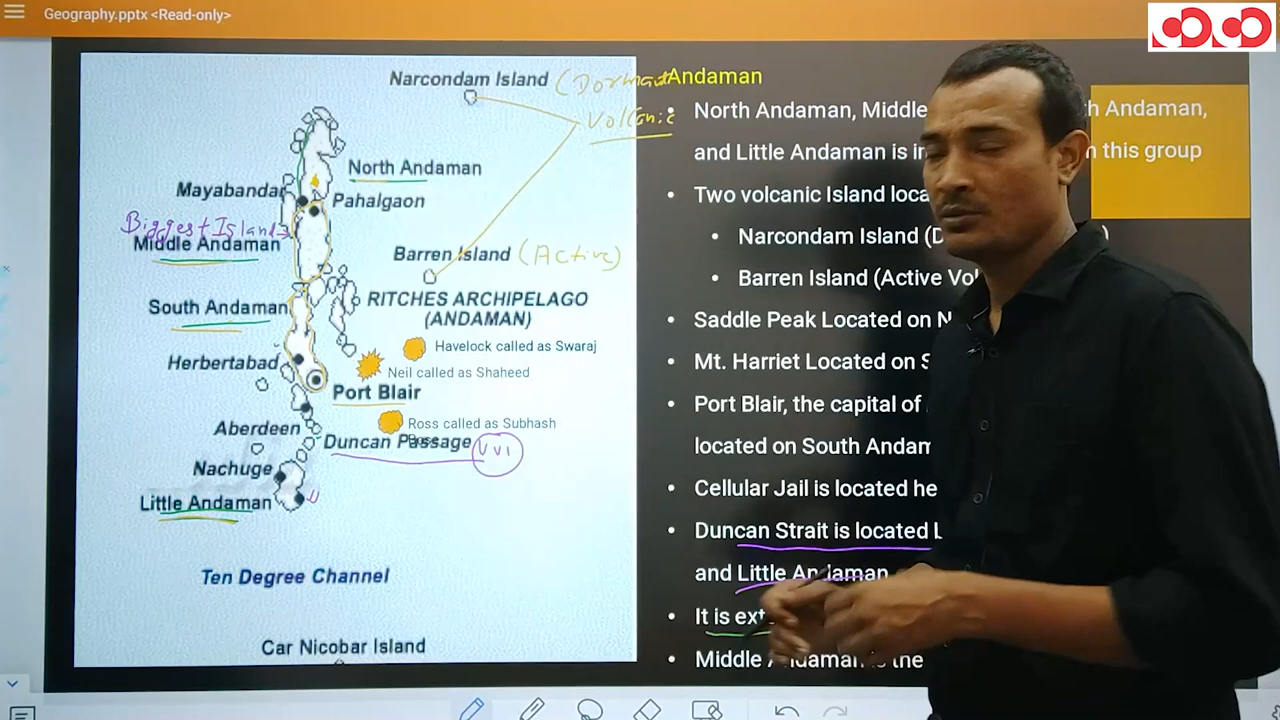 Geography.pptx <Read-only>
Narcondam Island (Dormant
Volcanic
North Andaman
Mayabandar
Pahalgaon
Biggest Island
Middle Andaman
Barren Island (Active)
RITCHES ARCHIPELAGO
(ANDAMAN)
South Andaman
Havelock called as Swaraj
Herbertabad
Neil called as Shaheed
Port Blair
Ross called as Subhash
Aberdeen
Duncan Passage VVI
Nachuge
Little Andaman
Ten Degree Channel
Car Nicobar Island
Andaman
• North Andaman, Middle h Andaman,
and Little Andaman is in this group
• Two volcanic Island loca
• Narcondam Island (D )
• Barren Island (Active Vol
• Saddle Peak Located on N
• Mt. Harriet Located on S
• Port Blair, the capital of
located on South Andam
• Cellular Jail is located he
• Duncan Strait is located
and Little Andaman
• It is ext
• Middle Andaman is the